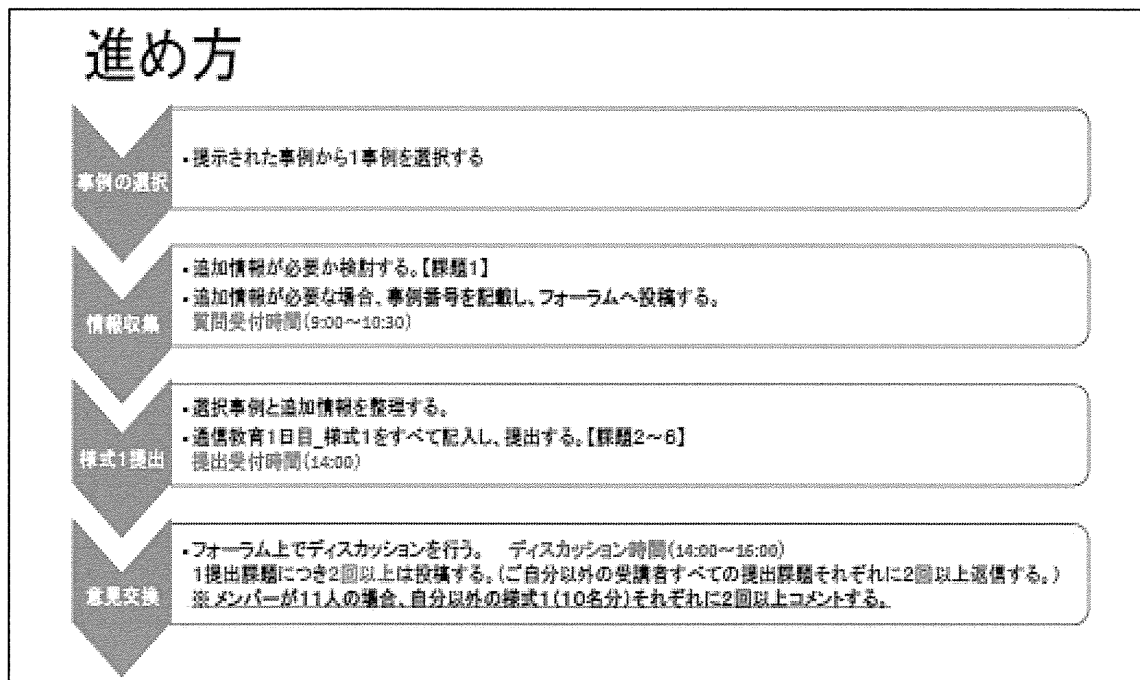 進め方
事例の選択
・提示された事例から1事例を選択する
情報収集
・追加情報が必要か検討する。【課題1】
・追加情報が必要な場合、事例番号を記載し、フォーラムへ投稿する。
質問受付時間(9:00～10:30)
様式1提出
・選択事例と追加情報を整理する。
・通信教育1日目_様式1をすべて記入し、提出する。【課題2～6】
提出受付時間(14:00)
意見交換
・フォーラム上でディスカッションを行う。 ディスカッション時間(14:00～16:00)
1提出課題につき2回以上は投稿する。(ご自分以外の受講者すべての提出課題それぞれに2回以上返信する。)
※メンバーが11人の場合、自分以外の様式1(10名分)それぞれに2回以上コメントする。